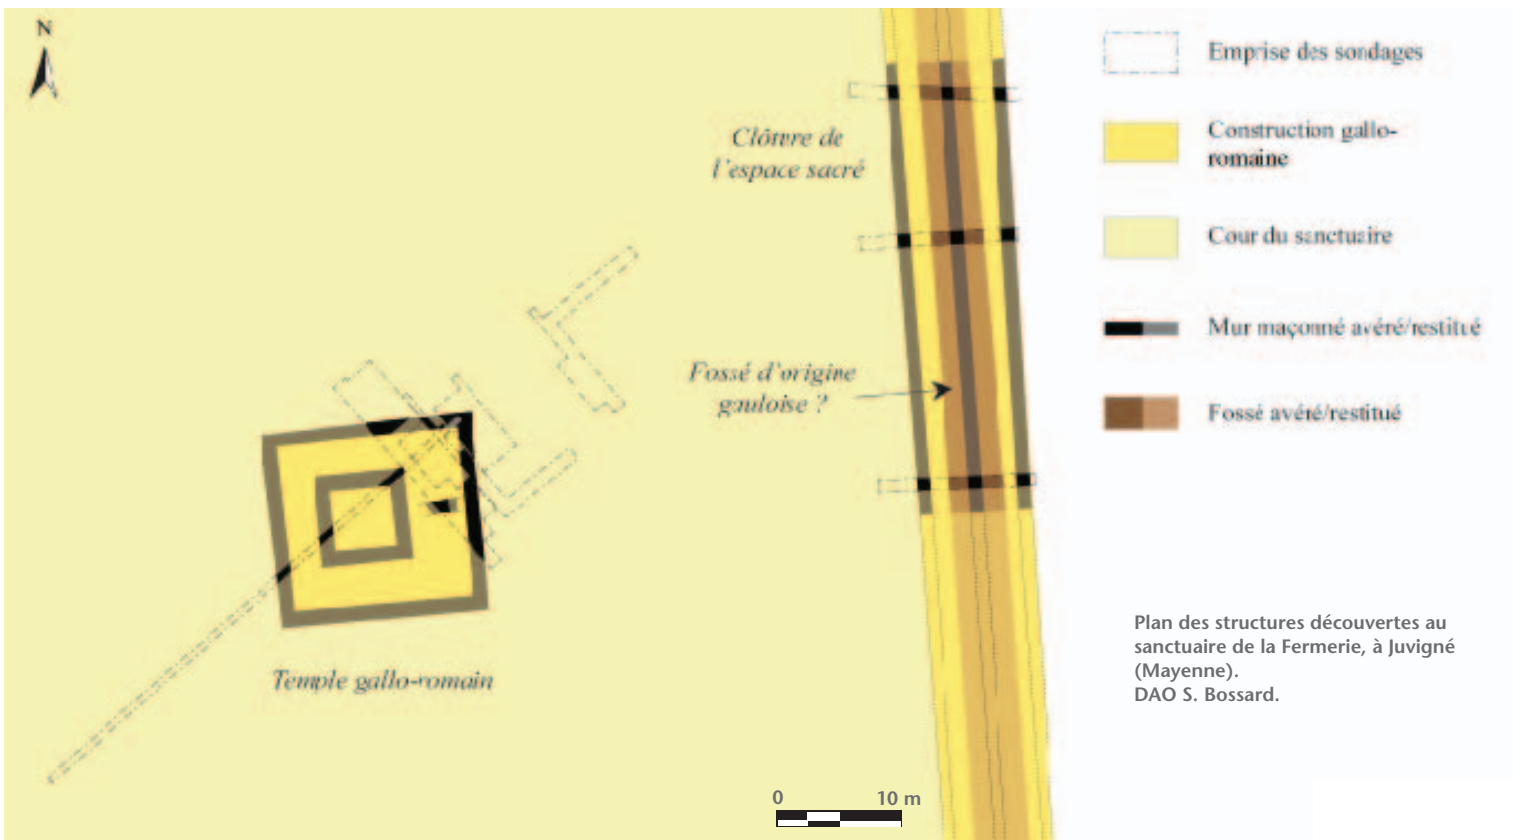 N
Clôture de
l'espace sacré
Fossé d'origine
gauloise ?
Temple gallo-romain
0 10 m
Emprise des sondages
Construction gallo-
romaine
Cour du sanctuaire
Mur maçonné avéré/restitué
Fossé avéré/restitué
Plan des structures découvertes au
sanctuaire de la Fermerie, à Juvigné
(Mayenne).
DAO S. Bossard.